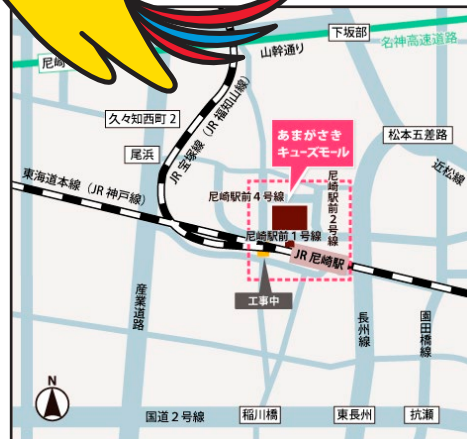 下坂部
山幹通り
名神高速道路
尼崎
久々知西町2
尾浜
JR宝塚線（JR福知山線）
あまがさき
キューズモール
松本五差路
近松線
東海道本線（JR神戸線）
尼崎駅前4号線
尼崎駅前2号線
尼崎駅前1号線
JR尼崎駅
工事中
産業道路
長州線
園田橋線
N
国道2号線
稲川橋
東長州
抗瀬